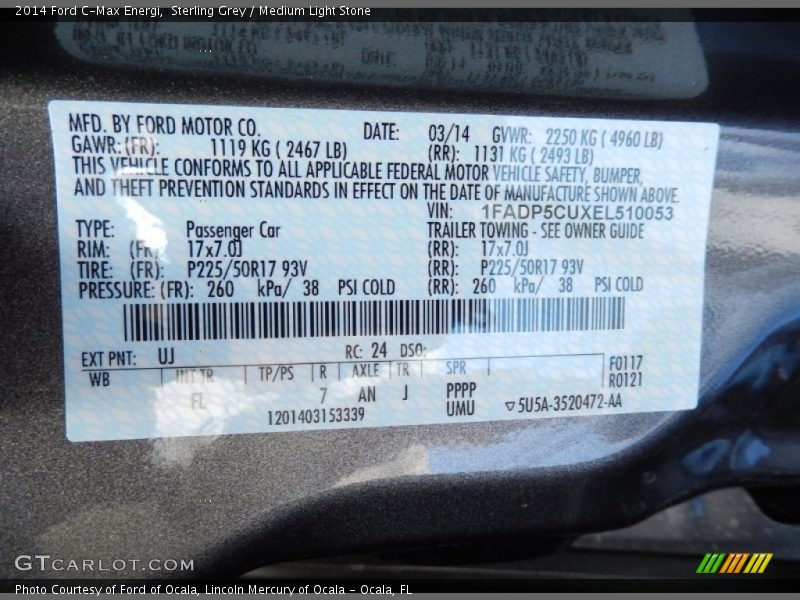 2014 Ford C-Max Energi,  Sterling Grey / Medium Light Stone
MFD. BY FORD MOTOR CO. DATE: 03/14 GVWR: 2250 KG ( 4960 LB)
GAWR: (FR): 1119 KG ( 2467 LB) (RR): 1131 KG ( 2493 LB)
THIS VEHICLE CONFORMS TO ALL APPLICABLE FEDERAL MOTOR VEHICLE SAFETY, BUMPER,
AND THEFT PREVENTION STANDARDS IN EFFECT ON THE DATE OF MANUFACTURE SHOWN ABOVE.
VIN: 1FADP5CUXEL510053
TYPE: Passenger Car TRAILER TOWING - SEE OWNER GUIDE
RIM: (FR) 17x7.0J (RR): 17x7.0J
TIRE: (FR): P225/50R17 93V (RR): P225/50R17 93V
PRESSURE: (FR): 260 kPa/ 38 PSI COLD (RR): 260 kPa/ 38 PSI COLD
EXT PNT: UJ RC: 24 DSO:
WB INT TR TP/PS R AXLE TR SPR F0117
R0121
FL 7 AN J PPPP
1201403153339 UMU ▽5U5A-3520472-AA
GTCARLOT.COM
Photo Courtesy of Ford of Ocala, Lincoln Mercury of Ocala - Ocala, FL